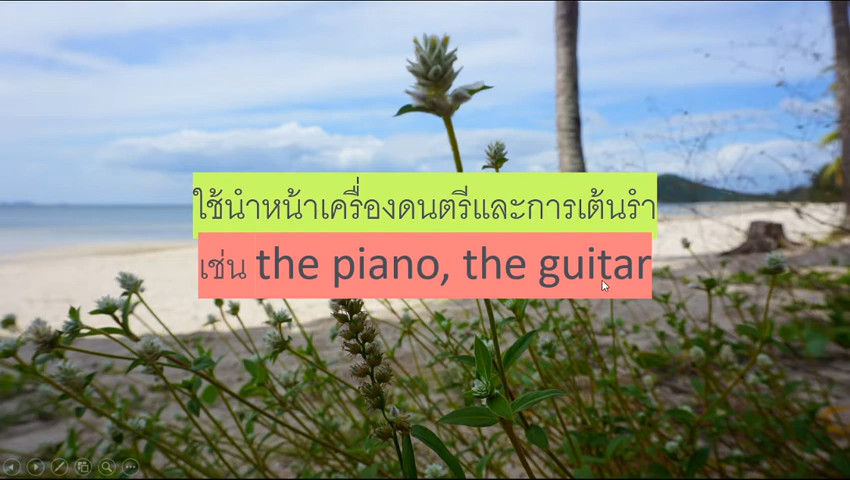 ใช้นำหน้าเครื่องดนตรีและการเต้นรำ
เช่น the piano, the guitar